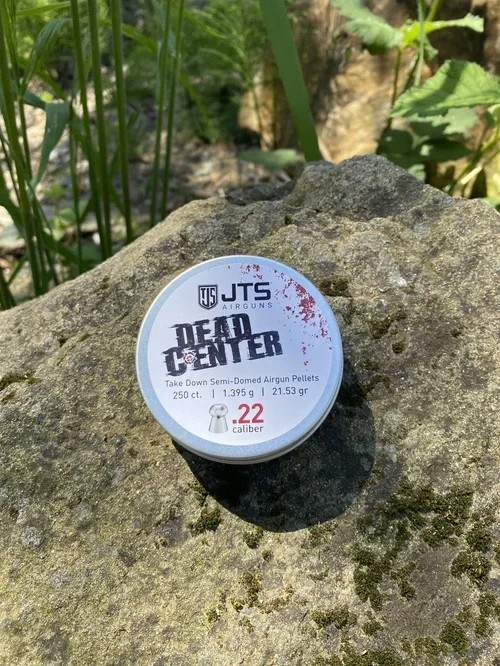 JTS
AIRGUNS
DEAD
CENTER
Take Down Semi-Domed Airgun Pellets
250 ct. | 1.395 g | 21.53 gr
.22
caliber